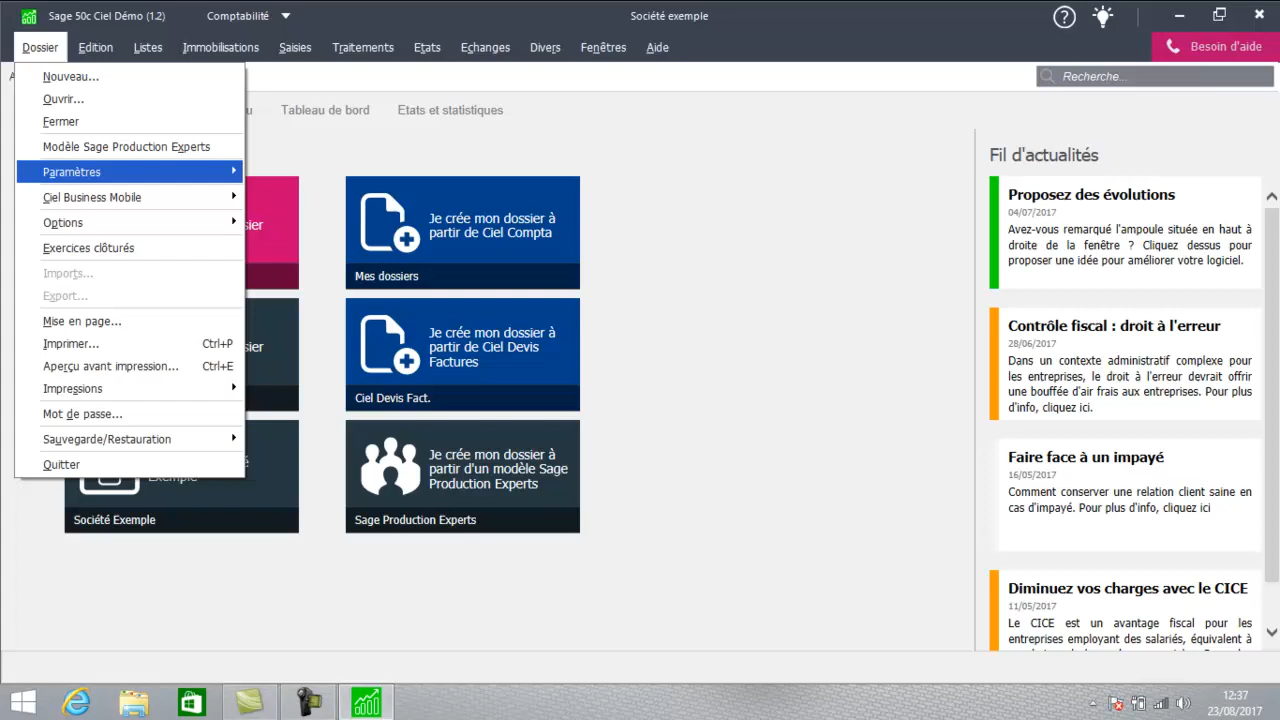 Sage 50c Ciel Démo (1.2)
Comptabilité
Société exemple
Dossier Edition Listes Immobilisations Saisies Traitements Etats Echanges Divers Fenêtres Aide
Besoin d'aide
Recherche...
Nouveau...
Ouvrir...
Fermer
Modèle Sage Production Experts
Paramètres
Ciel Business Mobile
Options
Exercices clôturés
Imports...
Export...
Mise en page...
Imprimer... Ctrl+P
Aperçu avant impression... Ctrl+E
Impressions
Mot de passe...
Sauvegarde/Restauration
Quitter
Tableau de bord
Etats et statistiques
Je crée mon dossier à
partir de Ciel Compta
Mes dossiers
Je crée mon dossier à
partir de Ciel Devis
Factures
Ciel Devis Fact.
Exemple
Société Exemple
Je crée mon dossier à
partir d'un modèle Sage
Production Experts
Sage Production Experts
Fil d'actualités
Proposez des évolutions
04/07/2017
Avez-vous remarqué l'ampoule située en haut à
droite de la fenêtre ? Cliquez dessus pour
proposer une idée pour améliorer votre logiciel.
Contrôle fiscal : droit à l'erreur
28/06/2017
Dans un contexte administratif complexe pour
les entreprises, le droit à l'erreur devrait offrir
une bouffée d'air frais aux entreprises. Pour plus
d'info, cliquez ici.
Faire face à un impayé
16/05/2017
Comment conserver une relation client saine en
cas d'impayé. Pour plus d'info, cliquez ici
Diminuez vos charges avec le CICE
11/05/2017
Le CICE est un avantage fiscal pour les
entreprises employant des salariés, équivalent à
12:37
23/08/2017